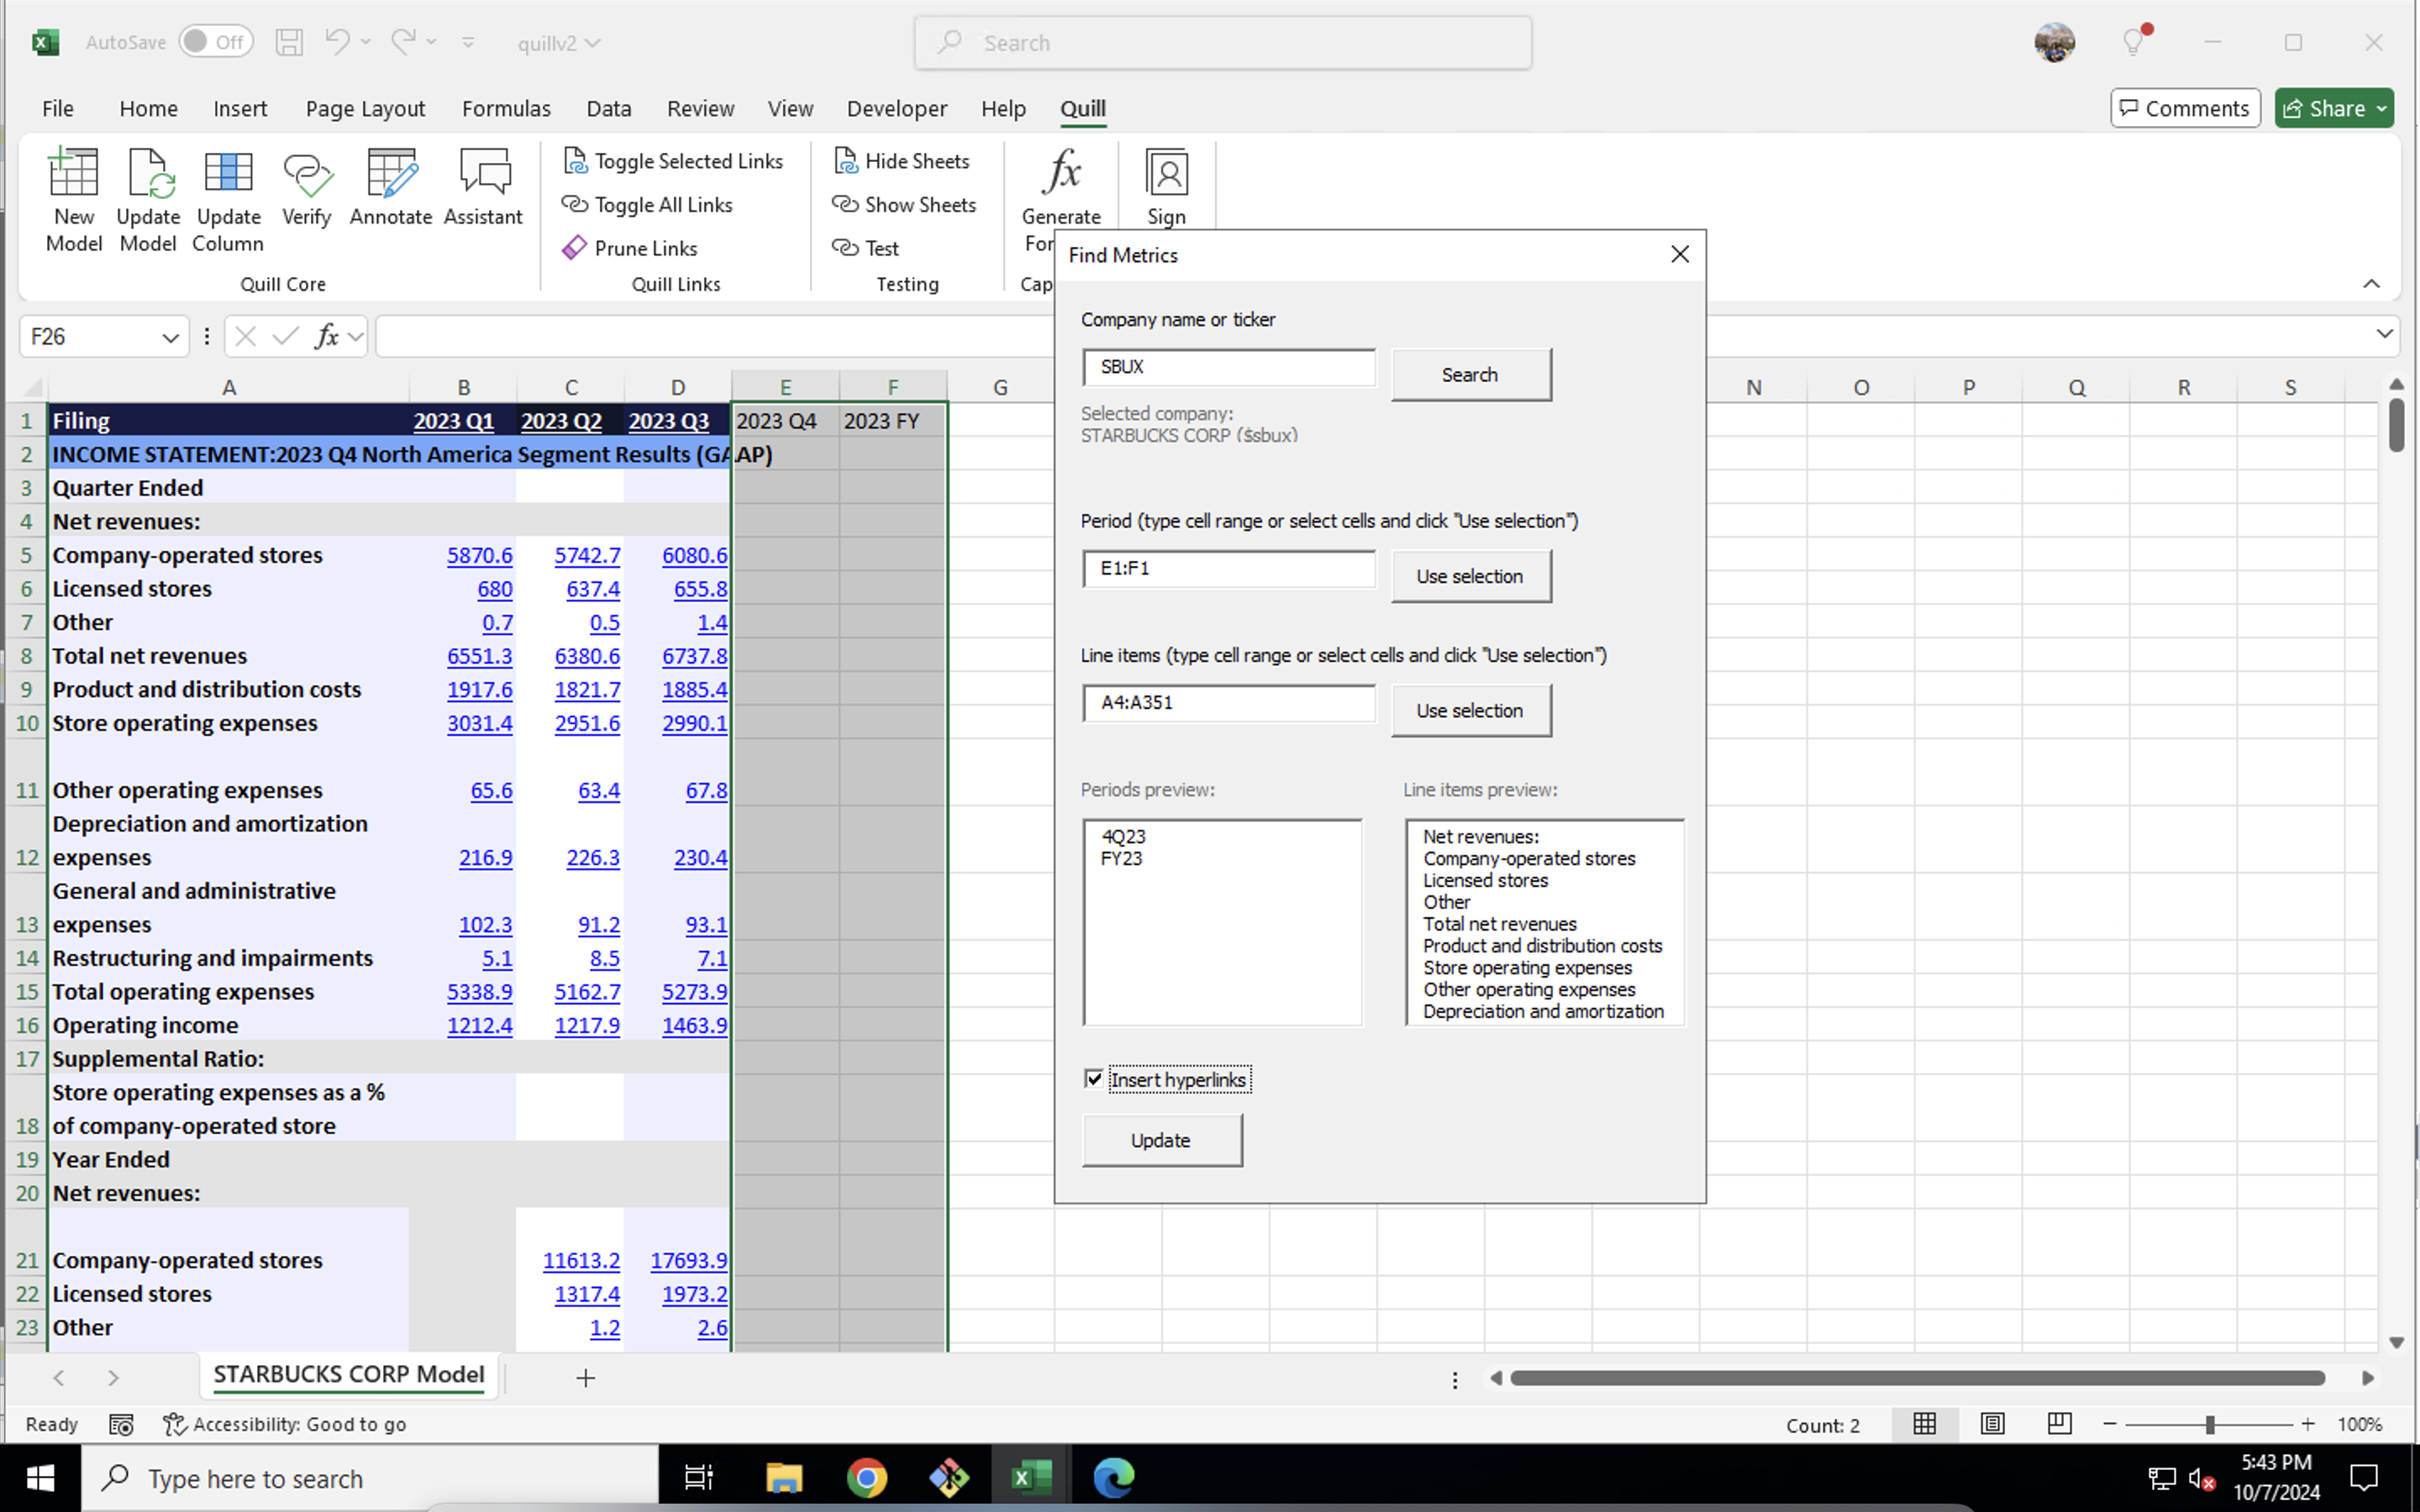 AutoSave Off quillv2 Search
File Home Insert Page Layout Formulas Data Review View Developer Help Quill Comments Share
New Model
Update Model
Update Column
Verify
Annotate
Assistant
Quill Core
Toggle Selected Links
Toggle All Links
Prune Links
Quill Links
Hide Sheets
Show Sheets
Test
Testing
fx
Generate
For
Cap
Sign
F26 fx
A B C D E F G N O P Q R S
1 Filing 2023 Q1 2023 Q2 2023 Q3 2023 Q4 2023 FY
2 INCOME STATEMENT:2023 Q4 North America Segment Results (GAAP)
3 Quarter Ended
4 Net revenues:
5 Company-operated stores 5870.6 5742.7 6080.6
6 Licensed stores 680 637.4 655.8
7 Other 0.7 0.5 1.4
8 Total net revenues 6551.3 6380.6 6737.8
9 Product and distribution costs 1917.6 1821.7 1885.4
10 Store operating expenses 3031.4 2951.6 2990.1
11 Other operating expenses 65.6 63.4 67.8
Depreciation and amortization
12 expenses 216.9 226.3 230.4
General and administrative
13 expenses 102.3 91.2 93.1
14 Restructuring and impairments 5.1 8.5 7.1
15 Total operating expenses 5338.9 5162.7 5273.9
16 Operating income 1212.4 1217.9 1463.9
17 Supplemental Ratio:
Store operating expenses as a %
18 of company-operated store
19 Year Ended
20 Net revenues:
21 Company-operated stores 11613.2 17693.9
22 Licensed stores 1317.4 1973.2
23 Other 1.2 2.6
Find Metrics
Company name or ticker
SBUX Search
Selected company:
STARBUCKS CORP ($sbux)
Period (type cell range or select cells and click "Use selection")
E1:F1 Use selection
Line items (type cell range or select cells and click "Use selection")
A4:A351 Use selection
Periods preview:
4Q23
FY23
Line items preview:
Net revenues:
Company-operated stores
Licensed stores
Other
Total net revenues
Product and distribution costs
Store operating expenses
Other operating expenses
Depreciation and amortization
Insert hyperlinks
Update
STARBUCKS CORP Model
Ready Accessibility: Good to go Count: 2 100%
Type here to search
5:43 PM
10/7/2024